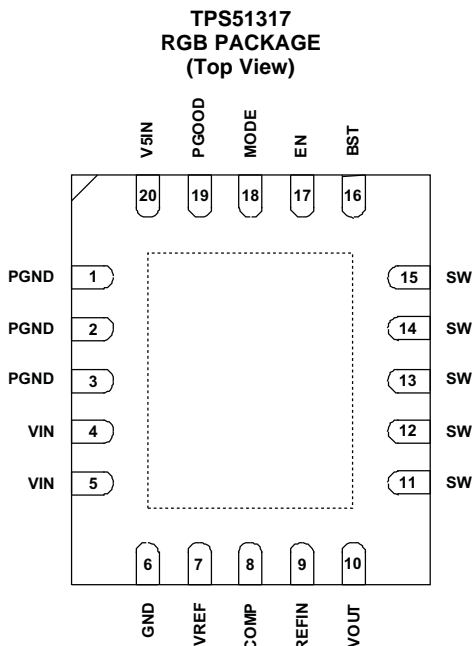 TPS51317
RGB PACKAGE
(Top View)
V5IN
PGOOD
MODE
EN
BST
20
19
18
17
16
PGND
1
15
SW
PGND
2
14
SW
PGND
3
13
SW
VIN
4
12
SW
VIN
5
11
SW
6
7
8
9
10
GND
VREF
COMP
REFIN
VOUT